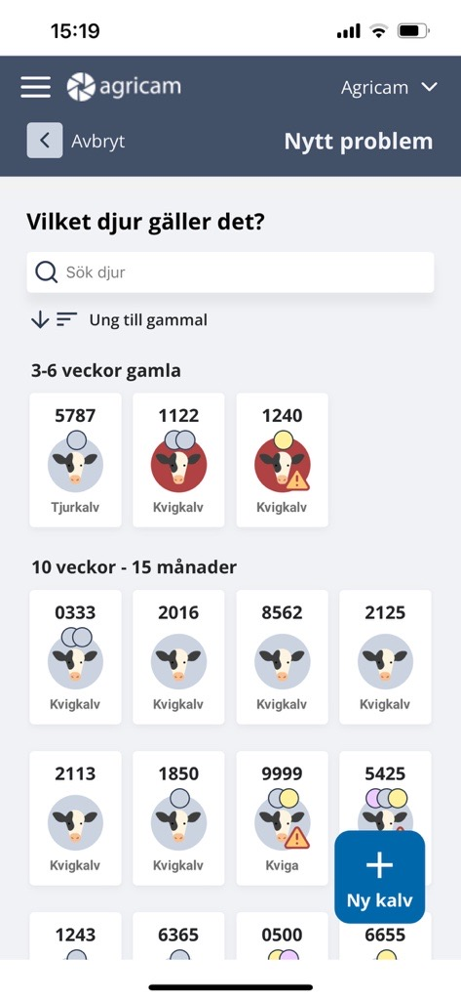 15:19
agricam
Agricam
Avbryt
Nytt problem
Vilket djur gäller det?
Sök djur
Ung till gammal
3-6 veckor gamla
5787 1122 1240
Tjurkalv Kvigkalv Kvigkalv
10 veckor - 15 månader
0333 2016 8562 2125
Kvigkalv Kvigkalv Kvigkalv Kvigkalv
2113 1850 9999 5425
Kvigkalv Kvigkalv Kviga
Ny kalv
1243 6365 0500 6655